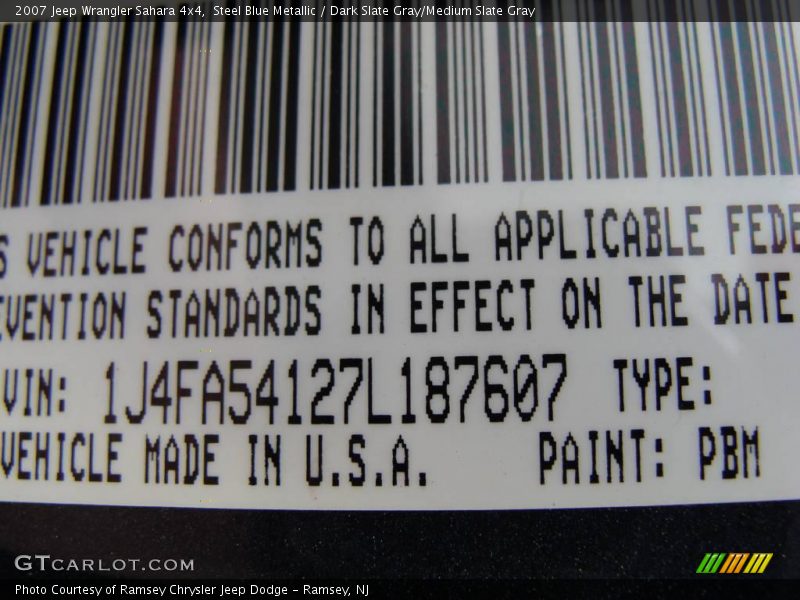 2007 Jeep Wrangler Sahara 4x4, Steel Blue Metallic / Dark Slate Gray/Medium Slate Gray
S VEHICLE CONFORMS TO ALL APPLICABLE FEDE
EVENTION STANDARDS IN EFFECT ON THE DATE
VIN: 1J4FA54127L187607 TYPE:
VEHICLE MADE IN U.S.A. PAINT: PBM
GTCARLOT.COM
Photo Courtesy of Ramsey Chrysler Jeep Dodge - Ramsey, NJ